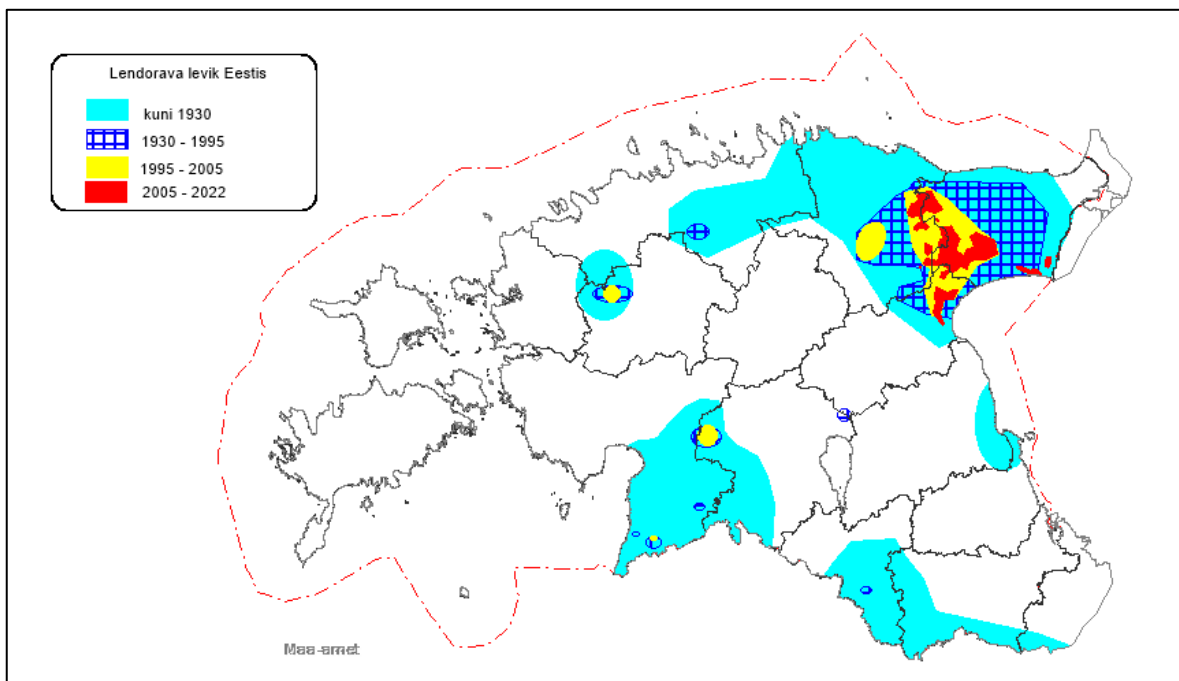 Lendorava levik Eestis
kuni 1930
1930 - 1995
1995 - 2005
2005 - 2022
Maa-amet